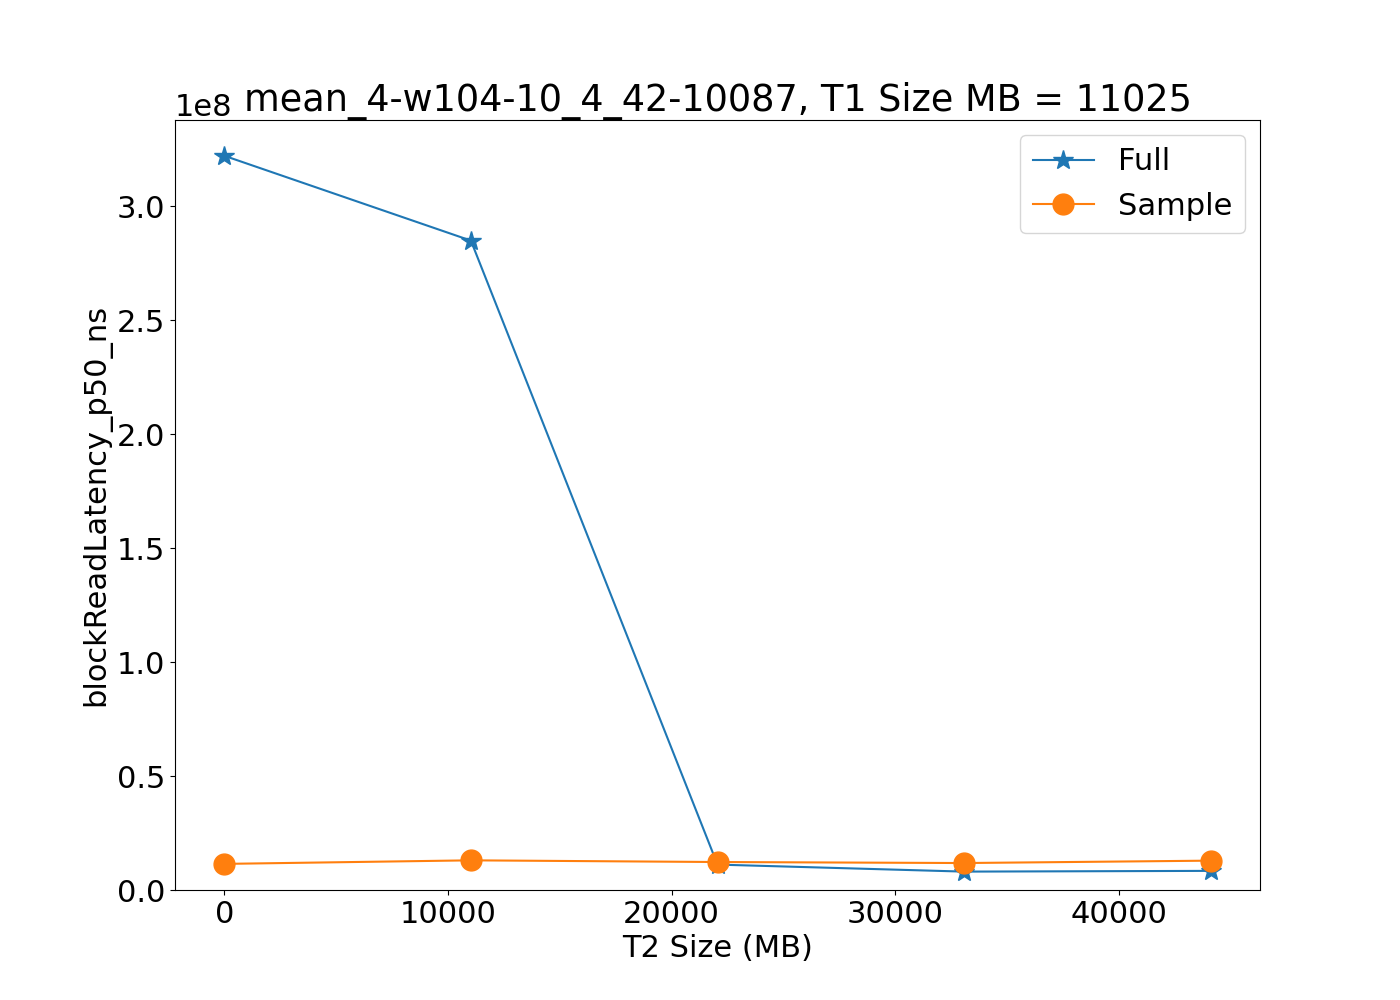 1e8
mean_4-w104-10_4_42-10087, T1 Size MB = 11025
Full
Sample
3.0
2.5
2.0
1.5
1.0
0.5
0.0
blockReadLatency_p50_ns
0 10000 20000 30000 40000
T2 Size (MB)